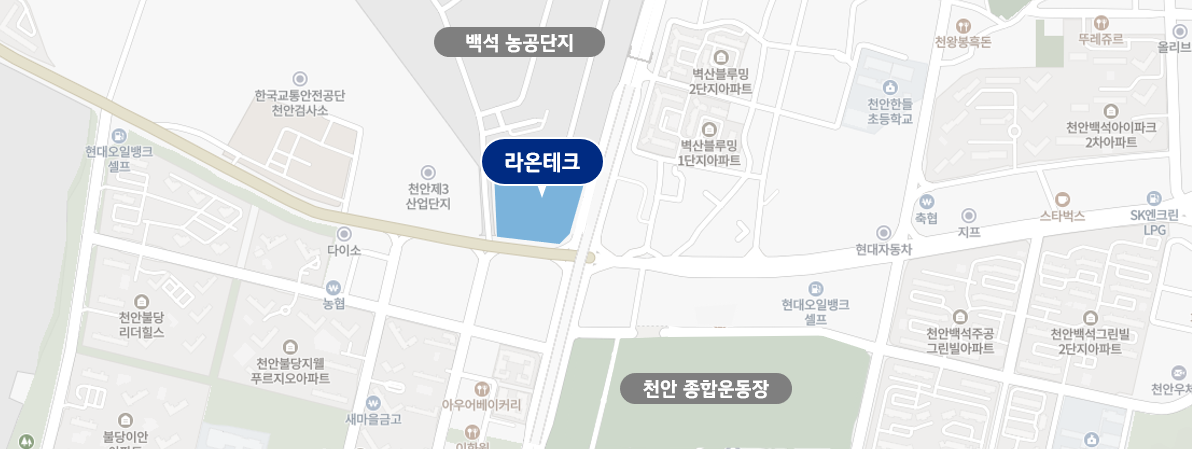 백석 농공단지
천왕봉흑돈
뚜레쥬르
올리브
벽산블루밍
2단지아파트
한국교통안전공단
천안검사소
천안한들
초등학교
천안백석아이파크
2차아파트
현대오일뱅크
셀프
벽산블루밍
1단지아파트
라온테크
천안제3
산업단지
축협
스타벅스
SK엔크린 -
LPG
지프
현대자동차
다이소
농협
현대오일뱅크
셀프
천안불당
리더힐스
천안백석주공
그린빌아파트
천안백석그린빌
2단지아파트
천안불당지웰
푸르지오아파트
천안 종합운동장
천안우체
아우어베이커리
새마을금고
불당이안